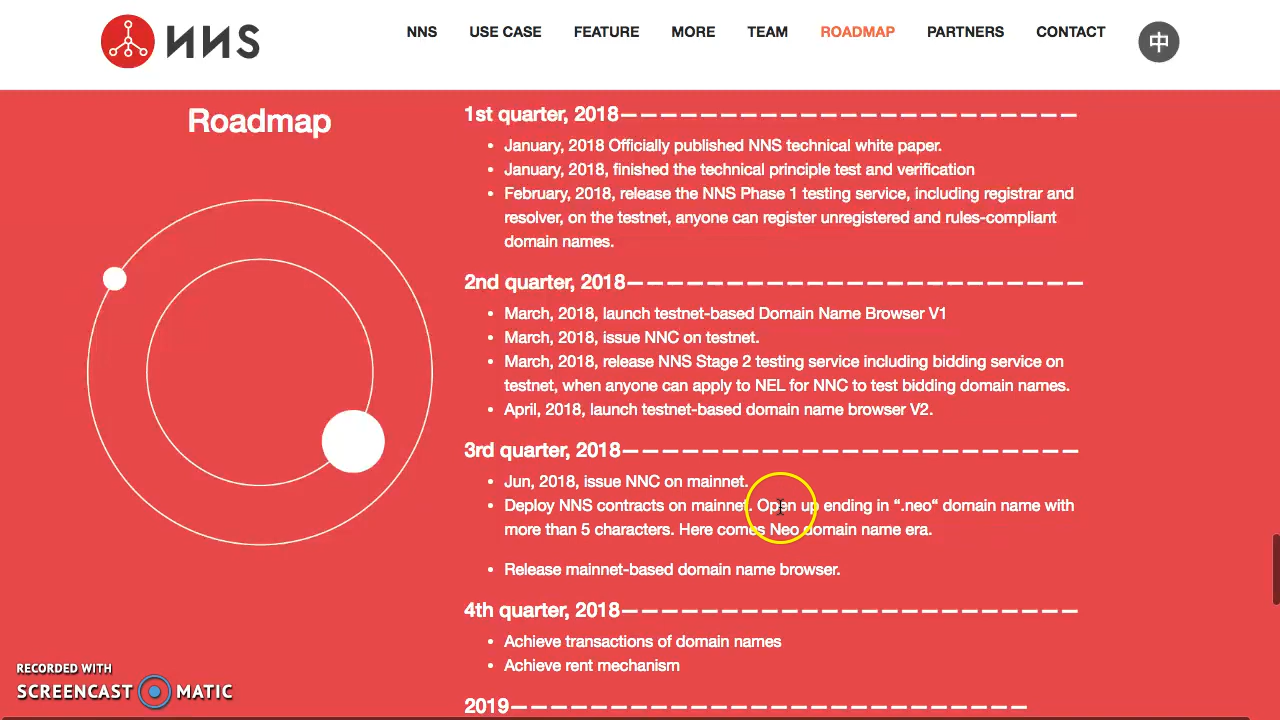 NNS
NNS USE CASE FEATURE MORE TEAM ROADMAP PARTNERS CONTACT 中
Roadmap
1st quarter, 2018———————————————————————
• January, 2018 Officially published NNS technical white paper.
• January, 2018, finished the technical principle test and verification
• February, 2018, release the NNS Phase 1 testing service, including registrar and
resolver, on the testnet, anyone can register unregistered and rules-compliant
domain names.
2nd quarter, 2018———————————————————————
• March, 2018, launch testnet-based Domain Name Browser V1
• March, 2018, issue NNC on testnet.
• March, 2018, release NNS Stage 2 testing service including bidding service on
testnet, when anyone can apply to NEL for NNC to test bidding domain names.
• April, 2018, launch testnet-based domain name browser V2.
3rd quarter, 2018———————————————————————
• Jun, 2018, issue NNC on mainnet.
• Deploy NNS contracts on mainnet. Open up ending in “.neo“ domain name with
more than 5 characters. Here comes Neo domain name era.
• Release mainnet-based domain name browser.
4th quarter, 2018———————————————————————
• Achieve transactions of domain names
• Achieve rent mechanism
2019——————————————————————————
RECORDED WITH
SCREENCAST MATIC